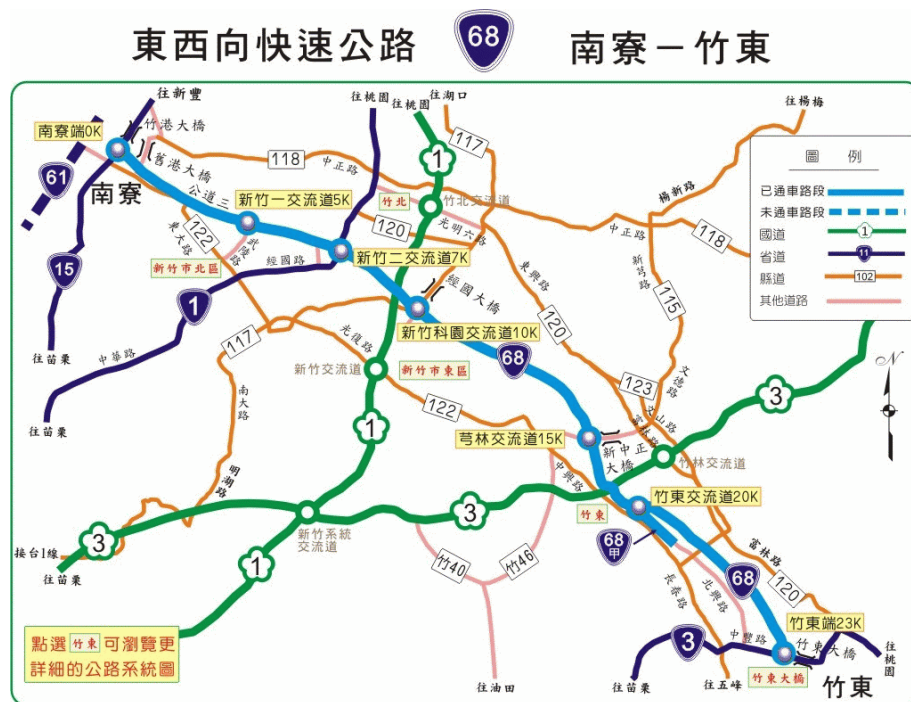 東西向快速公路 68 南寮－竹東
往新豐
往桃園
往桃園
往湖口
往楊梅
南寮端0K
竹港大橋
舊港大橋
117
1
118
中正路
61
南寮
公道三
新竹一交流道5K
竹北
竹北交流道
楊新路
圖 例
已通車路段
未通車路段
國道 1
省道 11
縣道 102
其他道路
122
東大路
武陵路
120
光明六路
中正路
118
新竹市北區
經國路
新竹二交流道7K
15
1
經國大橋
東興路
新芎路
115
117
光復路
新竹科園交流道10K
120
往苗栗
中華路
新竹交流道
新竹市東區
68
N
南大路
122
123
文德路
3
往苗栗
1
芎林交流道15K
文山路
富林路
新中正大橋
竹林交流道
明湖路
中興路
竹東交流道20K
3
接台1線
往苗栗
新竹系統
交流道
3
竹東
1
竹40
竹46
68甲
富林路
長春路
北興路
68
120
竹東端23K
點選 竹東 可瀏覽更
詳細的公路系統圖
3
中豐路
竹東大橋
往油田
往苗栗
往五峰
竹東大橋
竹東
往桃園